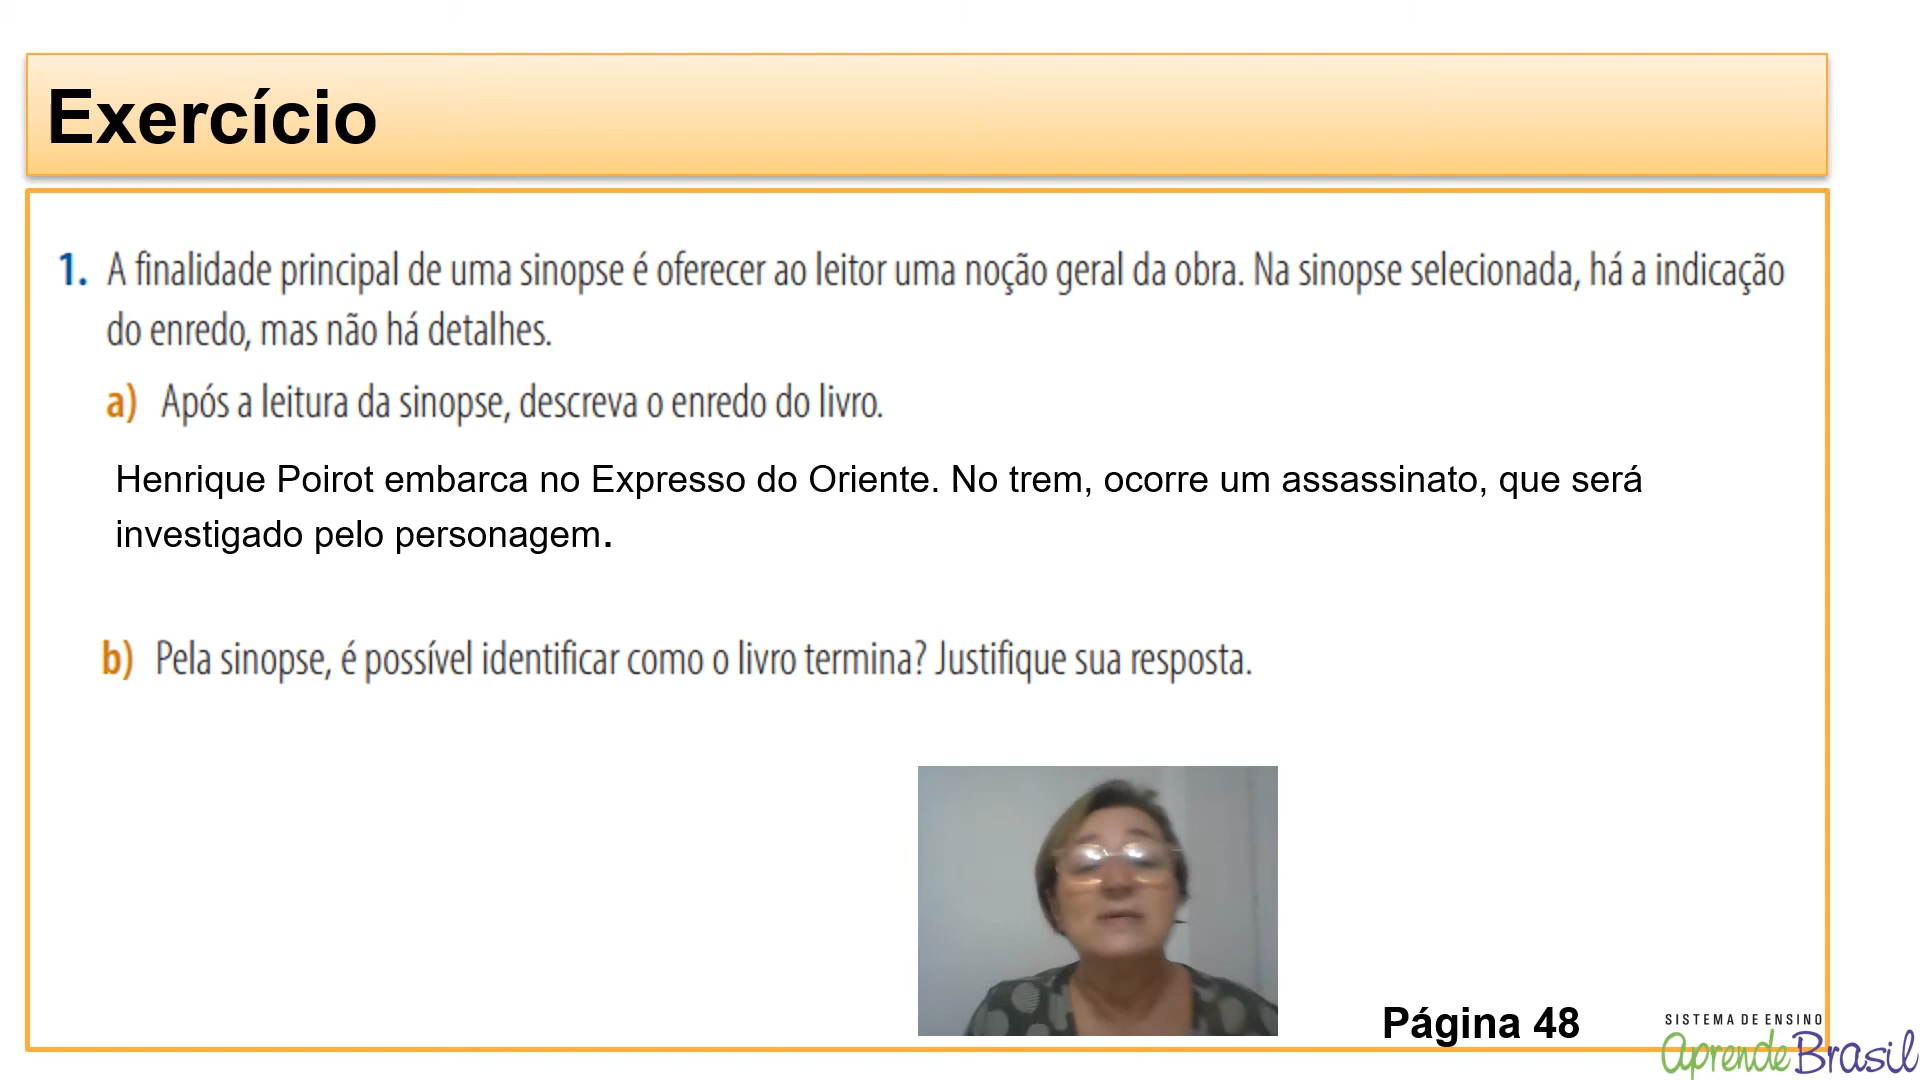 Exercício
1. A finalidade principal de uma sinopse é oferecer ao leitor uma noção geral da obra. Na sinopse selecionada, há a indicação
do enredo, mas não há detalhes.
a) Após a leitura da sinopse, descreva o enredo do livro.
Henrique Poirot embarca no Expresso do Oriente. No trem, ocorre um assassinato, que será
investigado pelo personagem.
b) Pela sinopse, é possível identificar como o livro termina? Justifique sua resposta.
Página 48
SISTEMA DE ENSINO
aprende Brasil